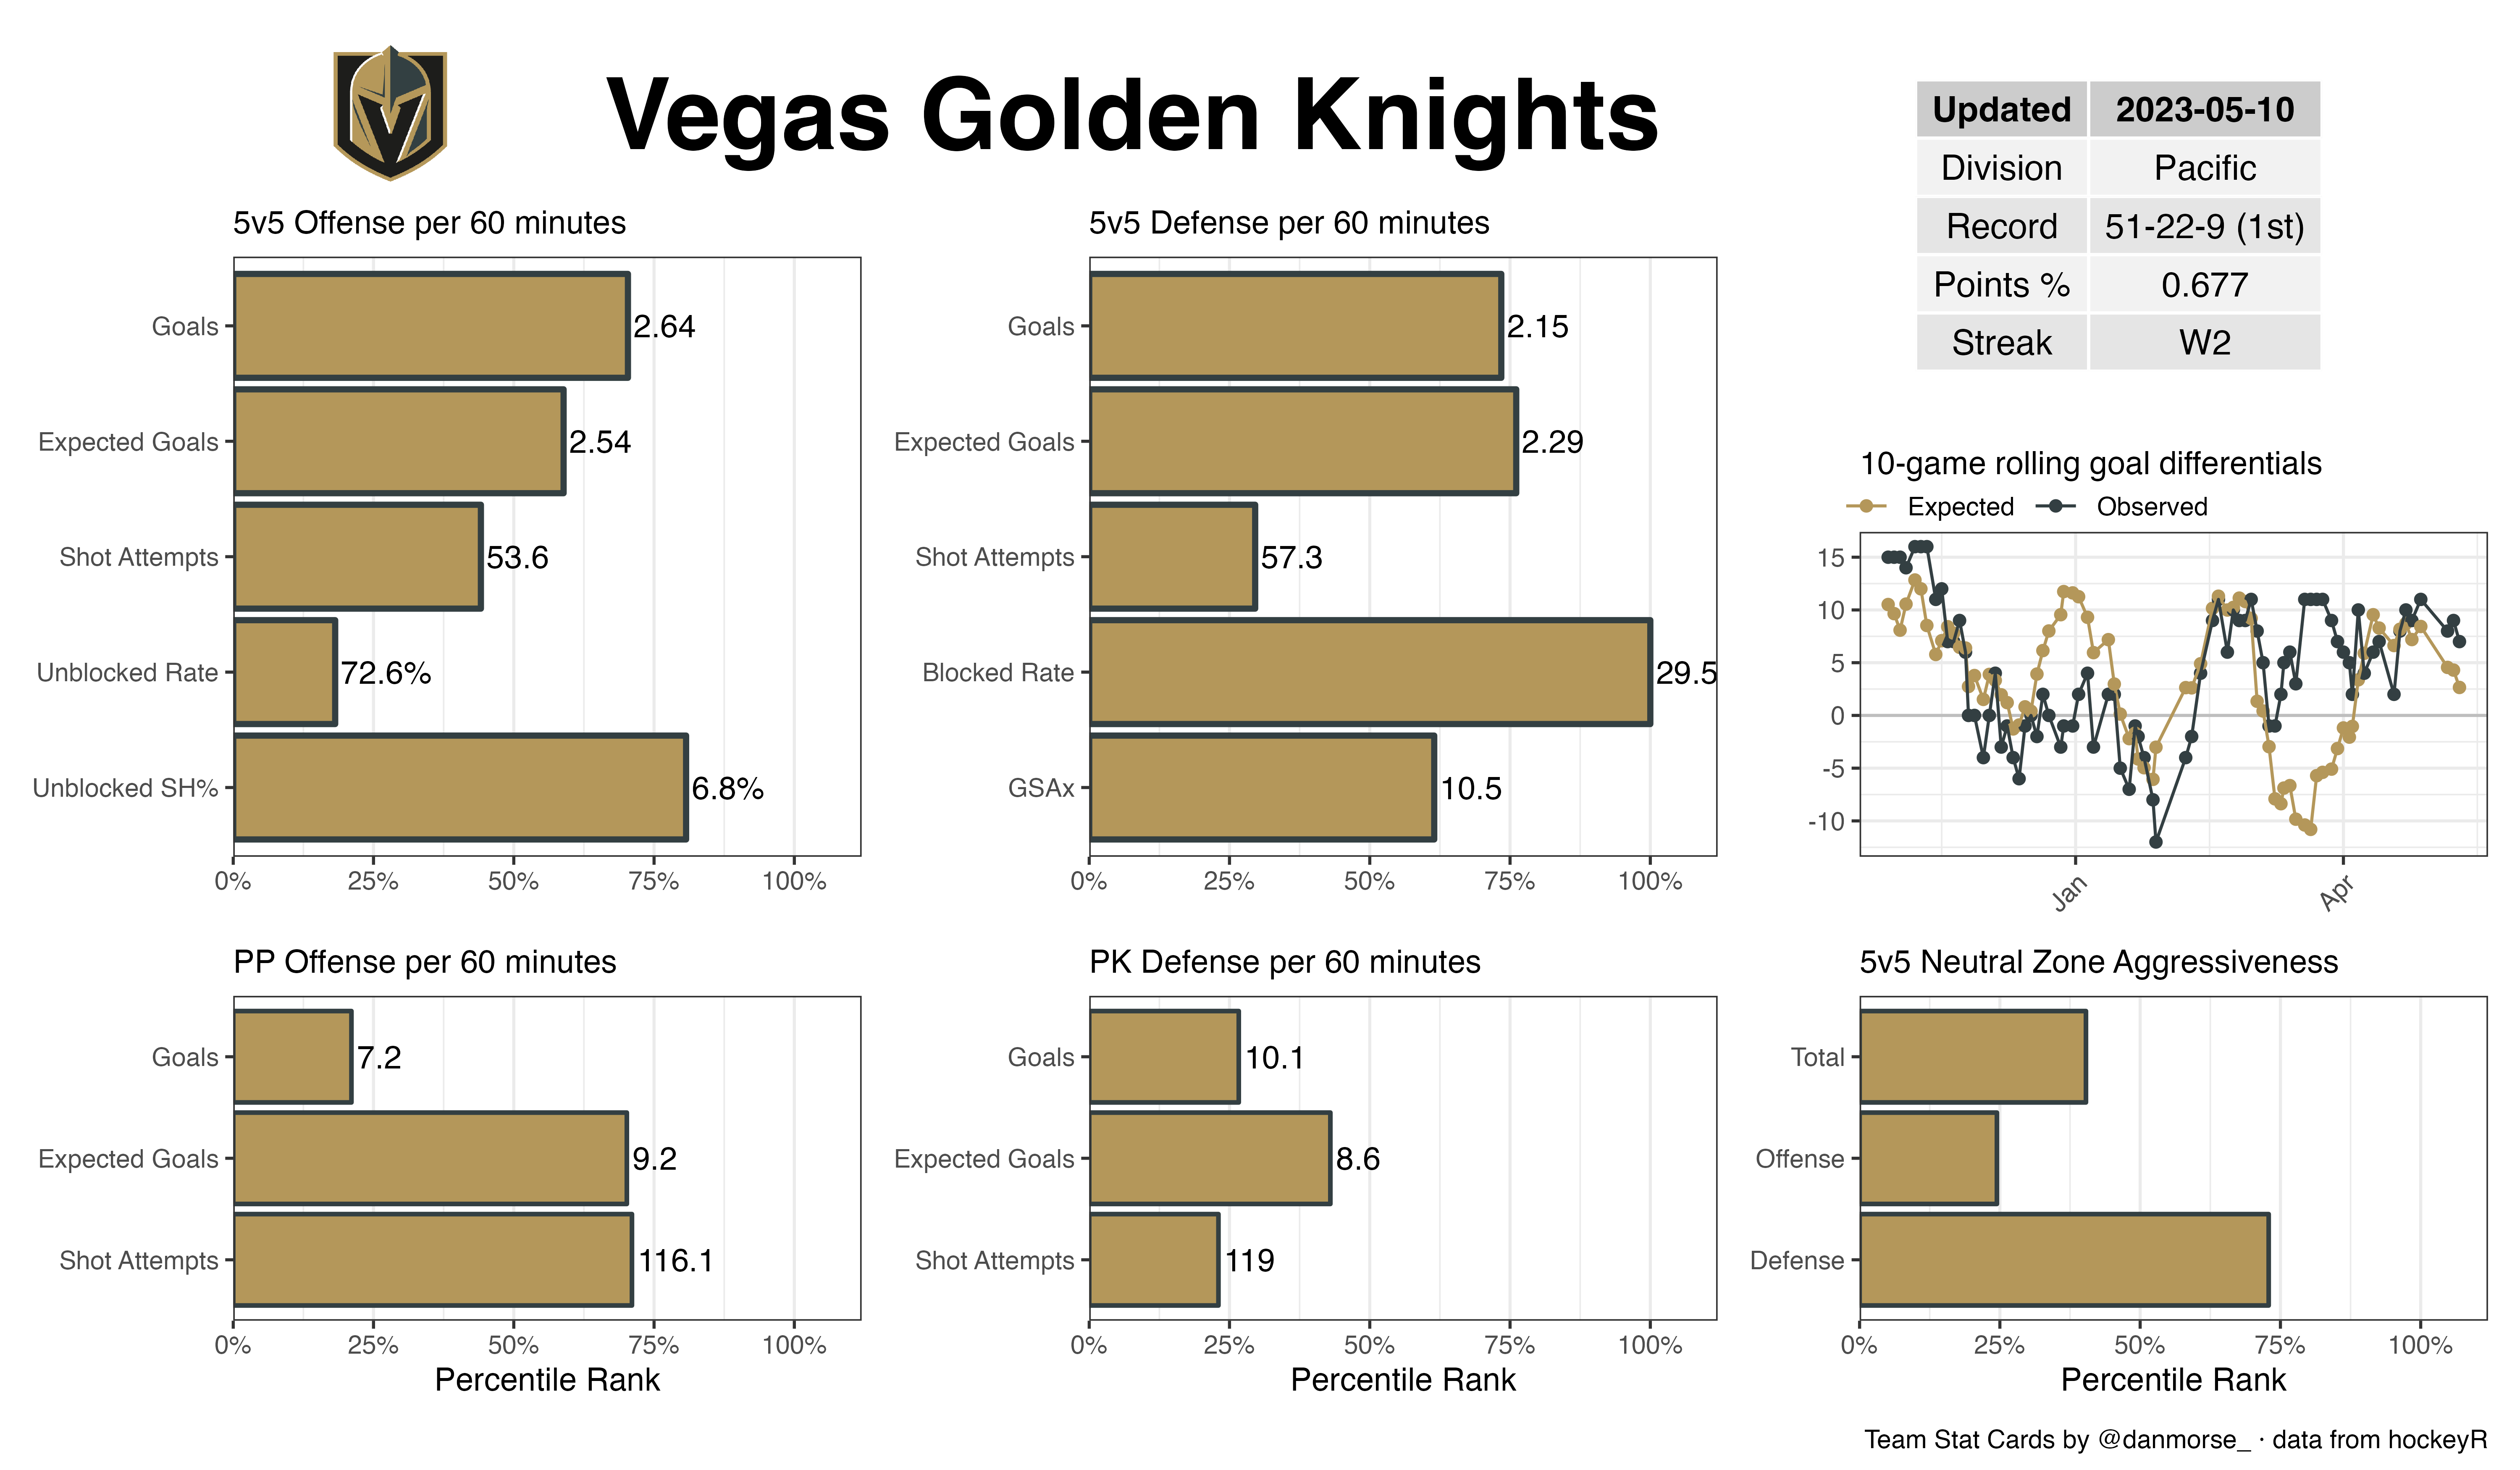 Vegas Golden Knights
Updated 2023-05-10
Division Pacific
Record 51-22-9 (1st)
Points % 0.677
Streak W2
5v5 Offense per 60 minutes
Goals 2.64
Expected Goals 2.54
Shot Attempts 53.6
Unblocked Rate 72.6%
Unblocked SH% 6.8%
0% 25% 50% 75% 100%
5v5 Defense per 60 minutes
Goals 2.15
Expected Goals 2.29
Shot Attempts 57.3
Blocked Rate 29.5
GSAx 10.5
0% 25% 50% 75% 100%
10-game rolling goal differentials
Expected Observed
15
10
5
0
-5
-10
Jan Apr
PP Offense per 60 minutes
Goals 7.2
Expected Goals 9.2
Shot Attempts 116.1
0% 25% 50% 75% 100%
Percentile Rank
PK Defense per 60 minutes
Goals 10.1
Expected Goals 8.6
Shot Attempts 119
0% 25% 50% 75% 100%
Percentile Rank
5v5 Neutral Zone Aggressiveness
Total
Offense
Defense
0% 25% 50% 75% 100%
Percentile Rank
Team Stat Cards by @danmorse_ · data from hockeyR